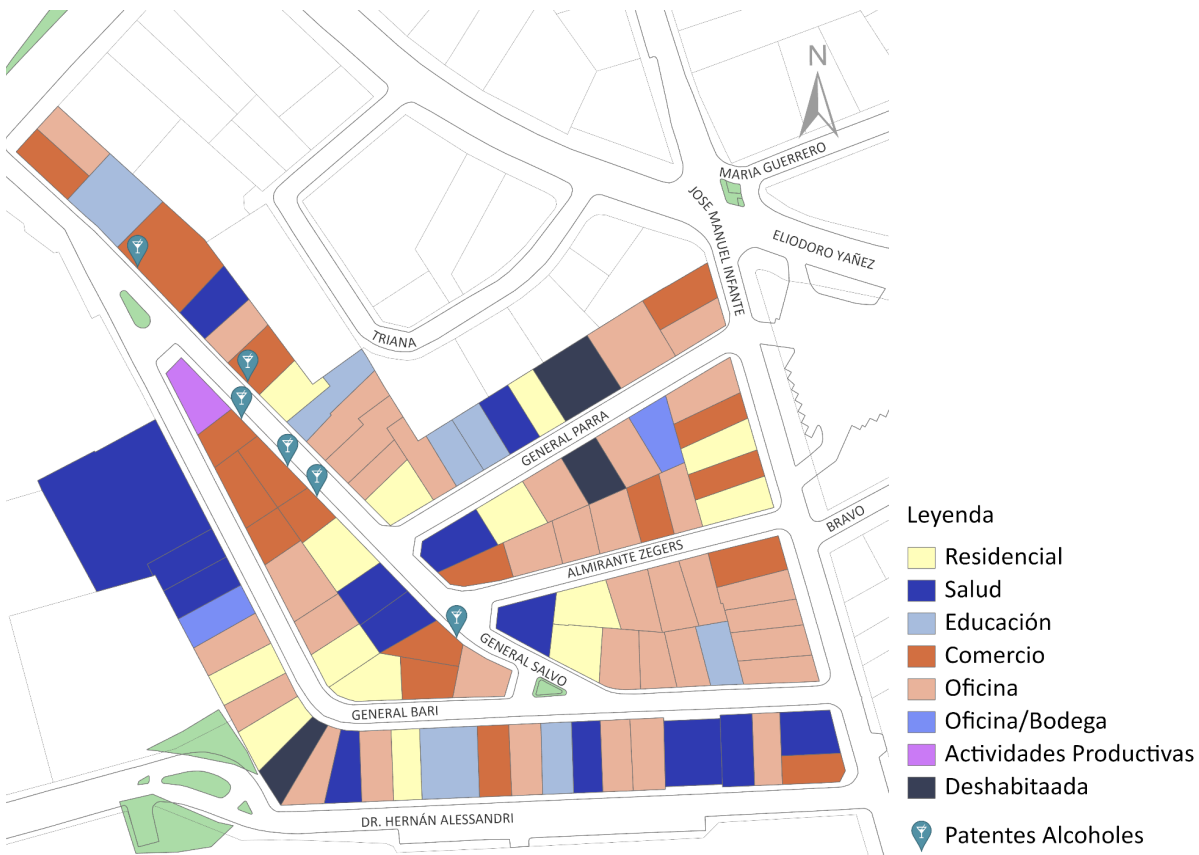 N
MARIA GUERRERO
JOSE MANUEL INFANTE
ELIODORO YAÑEZ
TRIANA
GENERAL PARRA
BRAVO
ALMIRANTE ZEGERS
GENERAL SALVO
GENERAL BARI
DR. HERNÁN ALESSANDRI
Leyenda
Residencial
Salud
Educación
Comercio
Oficina
Oficina/Bodega
Actividades Productivas
Deshabitaada
Patentes Alcoholes